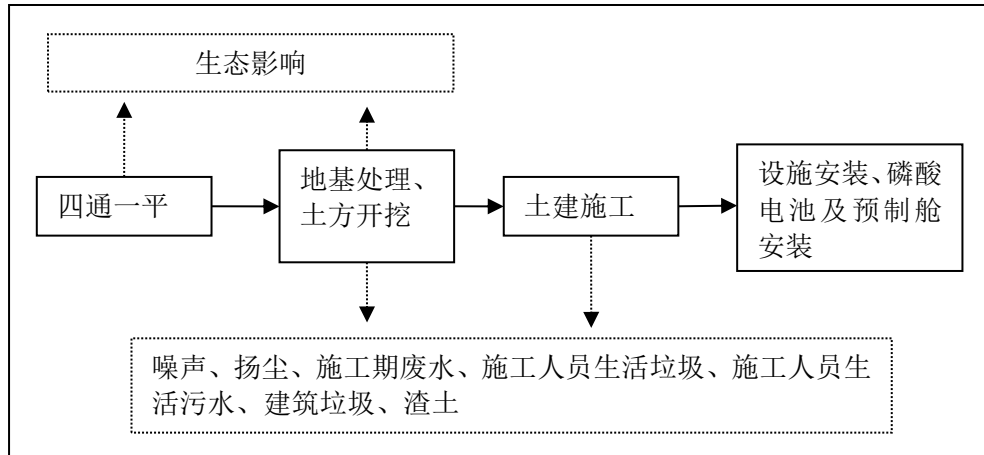 生态影响
四通一平
地基处理、
土方开挖
土建施工
设施安装、磷酸
电池及预制舱
安装
噪声、扬尘、施工期废水、施工人员生活垃圾、施工人员生
活污水、建筑垃圾、渣土